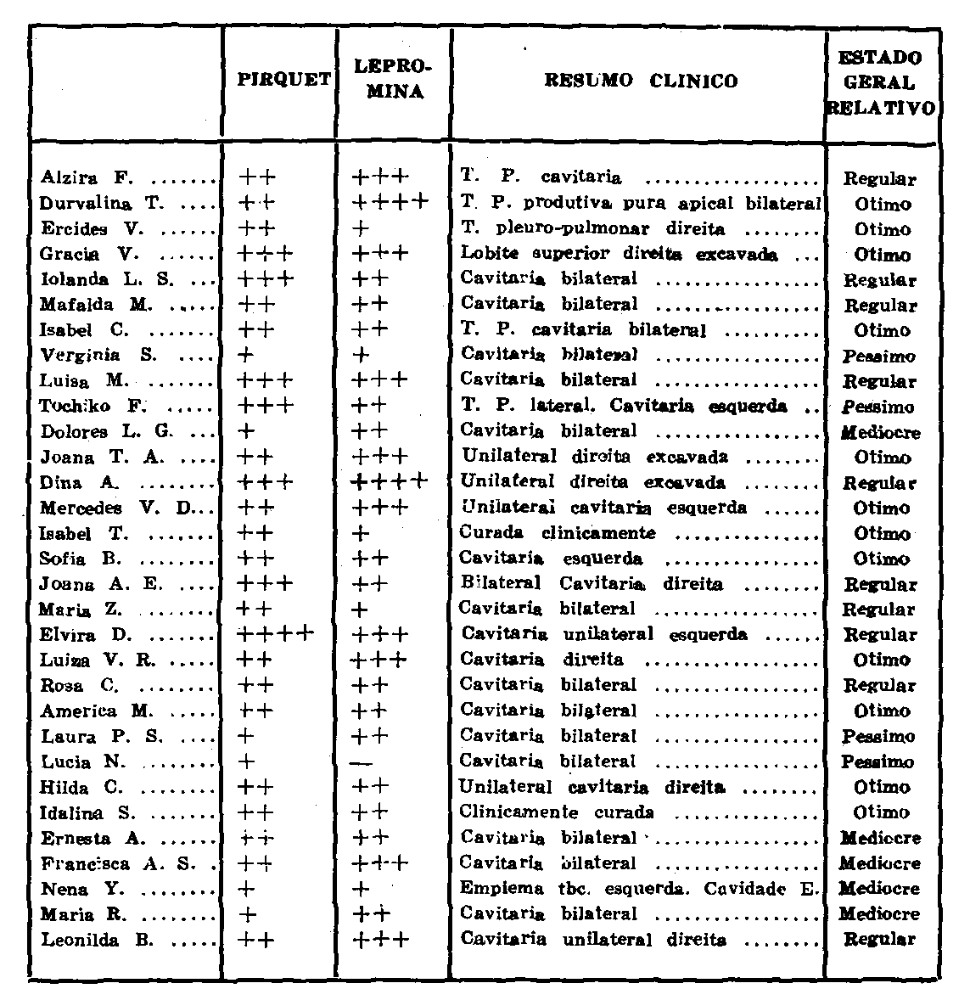 PIRQUET LEPRO-MINA RESUMO CLINICO ESTADO GERAL RELATIVO
Alzira F. ....... ++ +++ T. P. cavitaria .................. Regular
Durvalina T. .... ++ ++++ T. P. produtiva pura apical bilateral Otimo
Ercides V. ...... ++ + T. pleuro-pulmonar direita ........ Otimo
Gracia V. ...... +++ +++ Lobite superior direita excavada ... Otimo
Iolanda L. S. ... +++ ++ Cavitaria bilateral ................. Regular
Mafalda M. ..... ++ ++ Cavitaria bilateral ................. Regular
Isabel C. ....... ++ ++ T. P. cavitaria bilateral .......... Otimo
Verginia S. .... + + Cavitaria bilateral ................. Pessimo
Luisa M. ....... +++ +++ Cavitaria bilateral ................. Regular
Tochiko F. ..... +++ ++ T. P. lateral. Cavitaria esquerda .. Pessimo
Dolores L. G. ... + ++ Cavitaria bilateral ................. Mediocre
Joana T. A. .... ++ +++ Unilateral direita excavada ........ Otimo
Dina A. ........ +++ ++++ Unilateral direita excavada ........ Regular
Mercedes V. D... ++ +++ Unilateral cavitaria esquerda ...... Otimo
Isabel T. ....... ++ + Curada clinicamente ............... Otimo
Sofia B. ........ ++ ++ Cavitaria esquerda ................ Otimo
Joana A. E. .... +++ ++ Bilateral Cavitaria direita ........ Regular
Maria Z. ........ ++ + Cavitaria bilateral ................. Regular
Elvira D. ....... ++++ +++ Cavitaria unilateral esquerda ...... Regular
Luiza V. R. ..... ++ +++ Cavitaria direita .................. Otimo
Rosa C. ........ ++ ++ Cavitaria bilateral ................. Regular
America M. ..... ++ ++ Cavitaria bilateral ................. Otimo
Laura P. S. .... + ++ Cavitaria bilateral ................. Pessimo
Lucia N. ........ + — Cavitaria bilateral ................. Pessimo
Hilda C. ........ ++ ++ Unilateral cavitaria direita ........ Otimo
Idalina S. ....... ++ ++ Clinicamente curada ............... Otimo
Ernesta A. ...... ++ ++ Cavitaria bilateral ................. Mediocre
Francisca A. S. . ++ +++ Cavitaria bilateral ................. Mediocre
Nena Y. ........ + + Empiema tbc. esquerda. Cavidade E. Mediocre
Maria R. ........ + ++ Cavitaria bilateral ................. Mediocre
Leonilda B. ..... ++ +++ Cavitaria unilateral direita ........ Regular